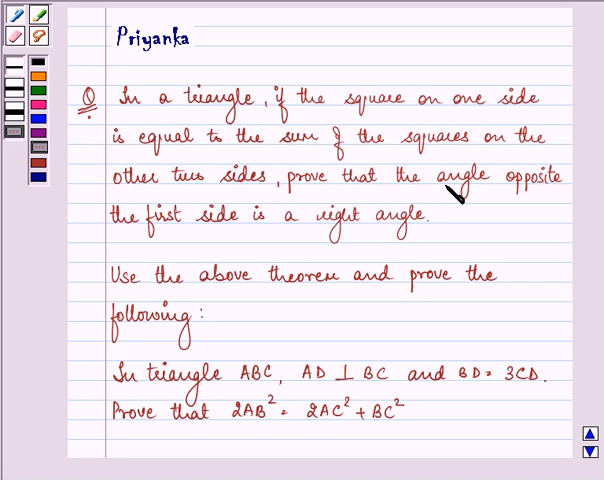 Priyanka
Q In a triangle, if the square on one side
is equal to the sum of the squares on the
other two sides, prove that the angle opposite
the first side is a right angle.
Use the above theorem and prove the
following:
In triangle ABC, AD ⊥ BC and BD = 3CD.
Prove that 2AB² = 2AC² + BC²